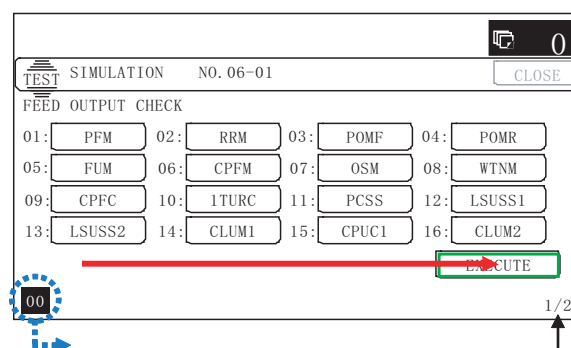 0
TEST SIMULATION NO. 06-01 CLOSE
FEED OUTPUT CHECK
01: PFM 02: RRM 03: POMF 04: POMR
05: FUM 06: CPFM 07: OSM 08: WTNM
09: CPFC 10: 1TURC 11: PCSS 12: LSUSS1
13: LSUSS2 14: CLUM1 15: CPUC1 16: CLUM2
EXECUTE
00 1/2